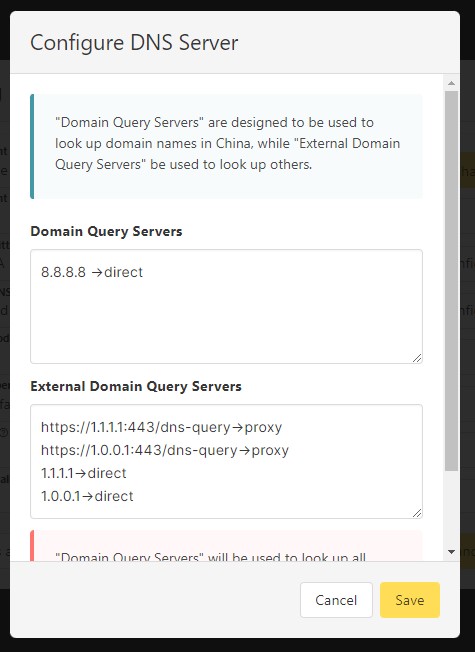 Configure DNS Server
"Domain Query Servers" are designed to be used to
look up domain names in China, while "External Domain
Query Servers" be used to look up others.
Domain Query Servers
8.8.8.8 →direct
External Domain Query Servers
https://1.1.1.1:443/dns-query→proxy
https://1.0.0.1:443/dns-query→proxy
1.1.1.1→direct
1.0.0.1→direct
"Domain Query Servers" will be used to look up all
Cancel
Save